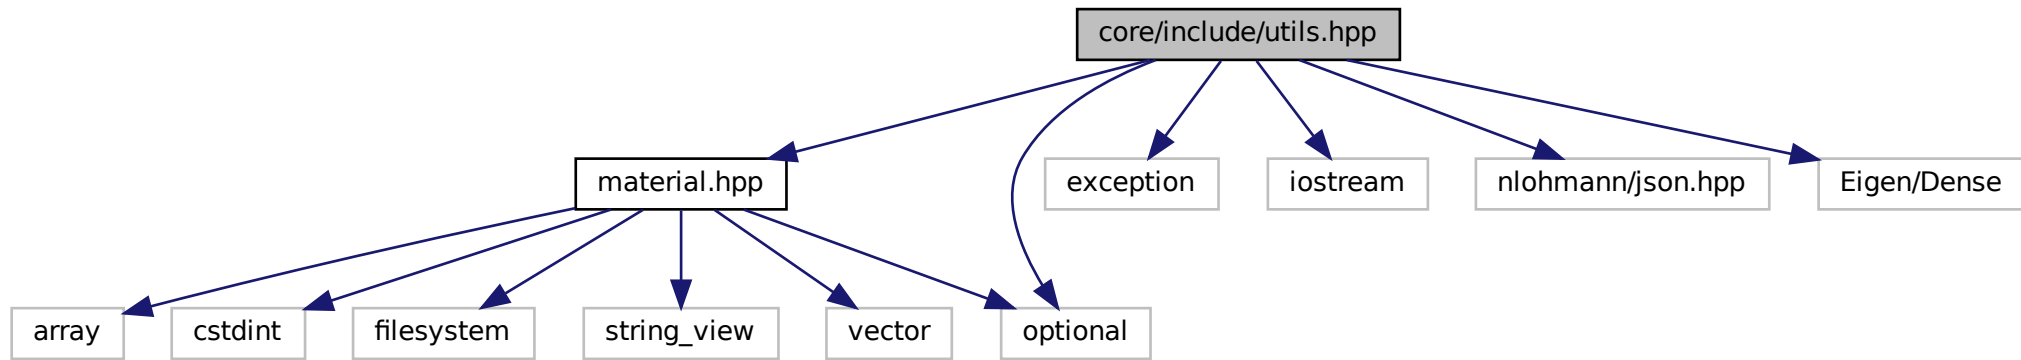 core/include/utils.hpp
material.hpp
exception
iostream
nlohmann/json.hpp
Eigen/Dense
array
cstdint
filesystem
string_view
vector
optional